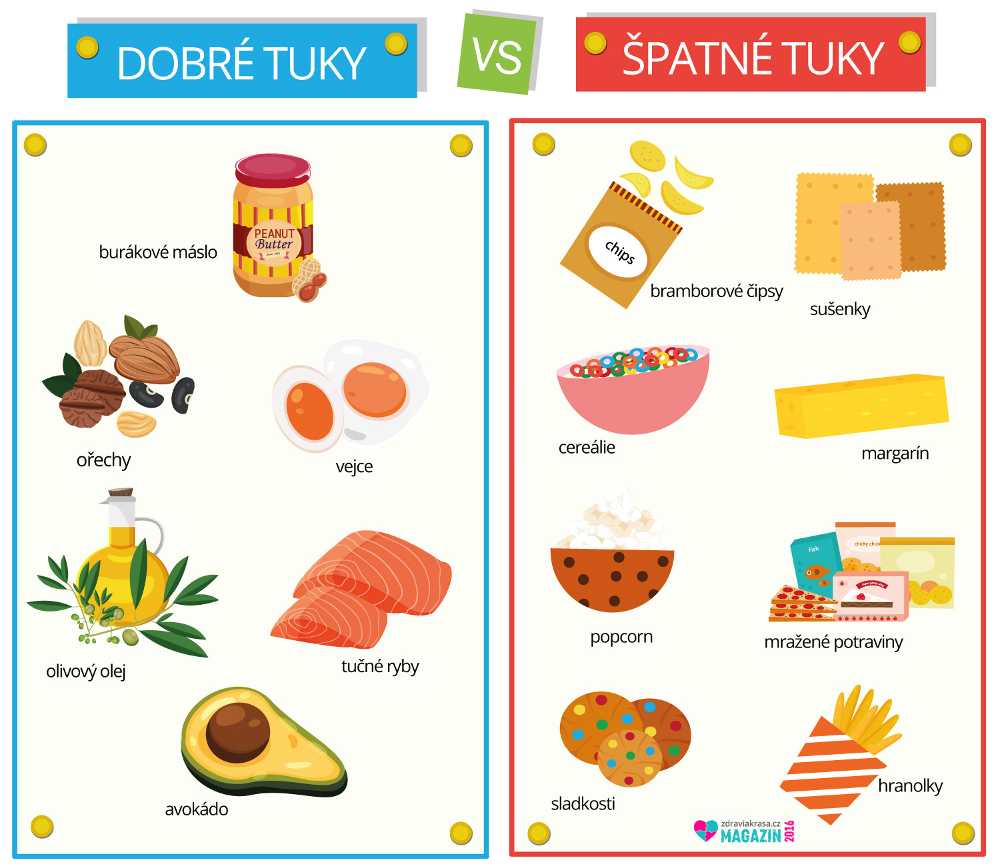 DOBRÉ TUKY
VS
ŠPATNÉ TUKY
PEANUT
Butter
burákové máslo
ořechy
vejce
olivový olej
tučné ryby
avokádo
chips
bramborové čipsy
sušenky
cereálie
margarín
popcorn
fish
mražené potraviny
sladkosti
hranolky
zdraviakrasa.cz
MAGAZIN
2016